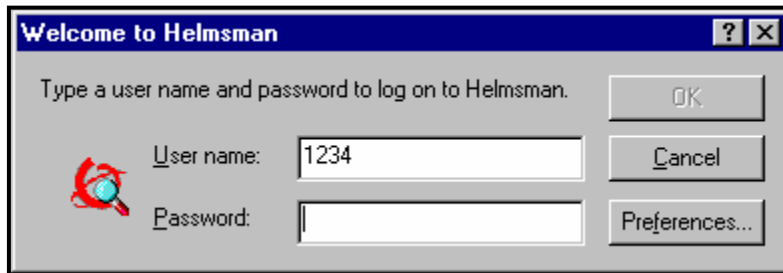 Welcome to Helmsman
Type a user name and password to log on to Helmsman.
OK
User name: 1234
Cancel
Password:
Preferences...